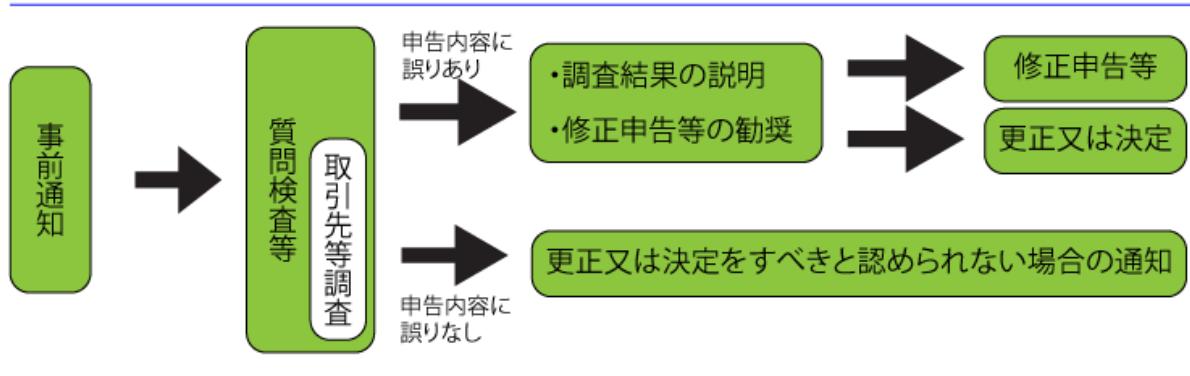 事前通知
質問検査等
取引先等調査
申告内容に
誤りあり
・調査結果の説明
・修正申告等の勧奨
修正申告等
更正又は決定
申告内容に
誤りなし
更正又は決定をすべきと認められない場合の通知